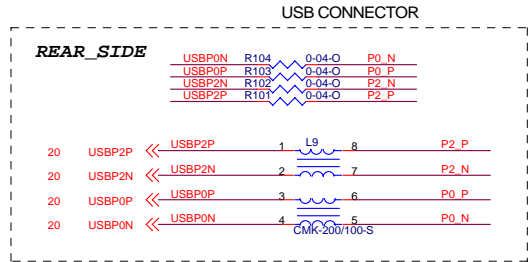 USB CONNECTOR
REAR_SIDE
USBP0N R104 0-04-O P0_N
USBP0P R103 0-04-O P0_P
USBP2N R102 0-04-O P2_N
USBP2P R101 0-04-O P2_P
20 USBP2P USBP2P 1 L9 8 P2_P
20 USBP2N USBP2N 2 7 P2_N
20 USBP0P USBP0P 3 6 P0_P
20 USBP0N USBP0N 4 5 P0_N
CMK-200/100-S